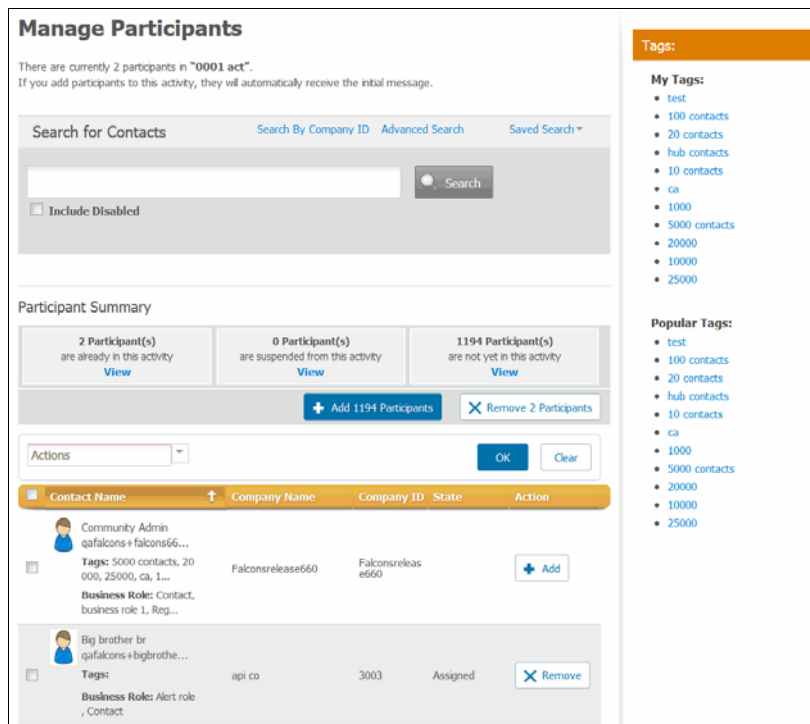 Manage Participants
There are currently 2 participants in "0001 act".
If you add participants to this activity, they will automatically receive the initial message.
Search for Contacts
Search By Company ID
Advanced Search
Saved Search
Search
Include Disabled
Participant Summary
2 Participant(s)
are already in this activity
View
0 Participant(s)
are suspended from this activity
View
1194 Participant(s)
are not yet in this activity
View
Add 1194 Participants
Remove 2 Participants
Actions
OK
Clear
Contact Name
Company Name
Company ID
State
Action
Community Admin
qafalcons+falcons66...
Tags: 5000 contacts, 20
000, 25000, ca, 1...
Business Role: Contact,
business role 1, Reg...
Falconsrelease660
Falconsreleas
e660
Add
Big brother br
qafalcons+bigbrothe...
Tags:
Business Role: Alert role
, Contact
api co
3003
Assigned
Remove
Tags:
My Tags:
test
100 contacts
20 contacts
hub contacts
10 contacts
ca
1000
5000 contacts
20000
10000
25000
Popular Tags:
test
100 contacts
20 contacts
hub contacts
10 contacts
ca
1000
5000 contacts
20000
10000
25000